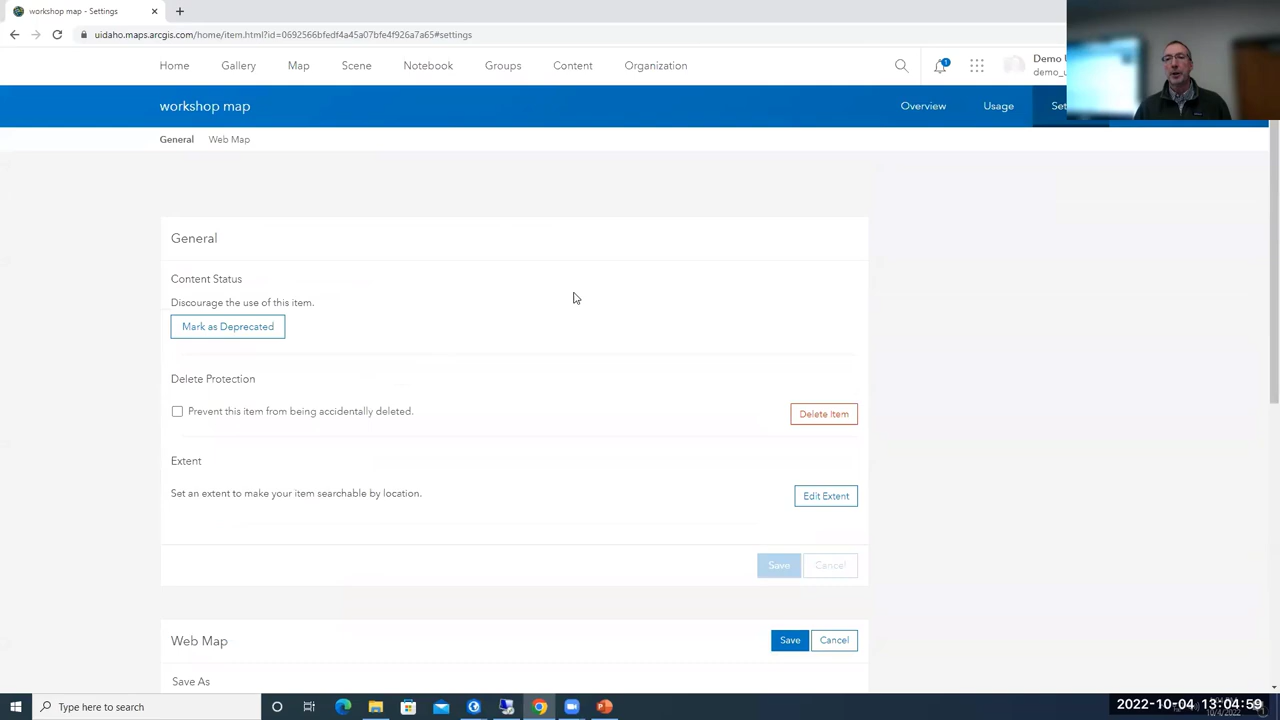 workshop map - Settings
uidaho.maps.arcgis.com/home/item.html?id=0692566bfedf4a45a07bfe4f926a7a65#settings
Home Gallery Map Scene Notebook Groups Content Organization
1
Demo
demo_u
workshop map
Overview Usage
General Web Map
General
Content Status
Discourage the use of this item.
Mark as Deprecated
Delete Protection
Prevent this item from being accidentally deleted.
Delete Item
Extent
Set an extent to make your item searchable by location.
Edit Extent
Save Cancel
Web Map
Save Cancel
Save As
Type here to search
2022-10-04 13:04:59